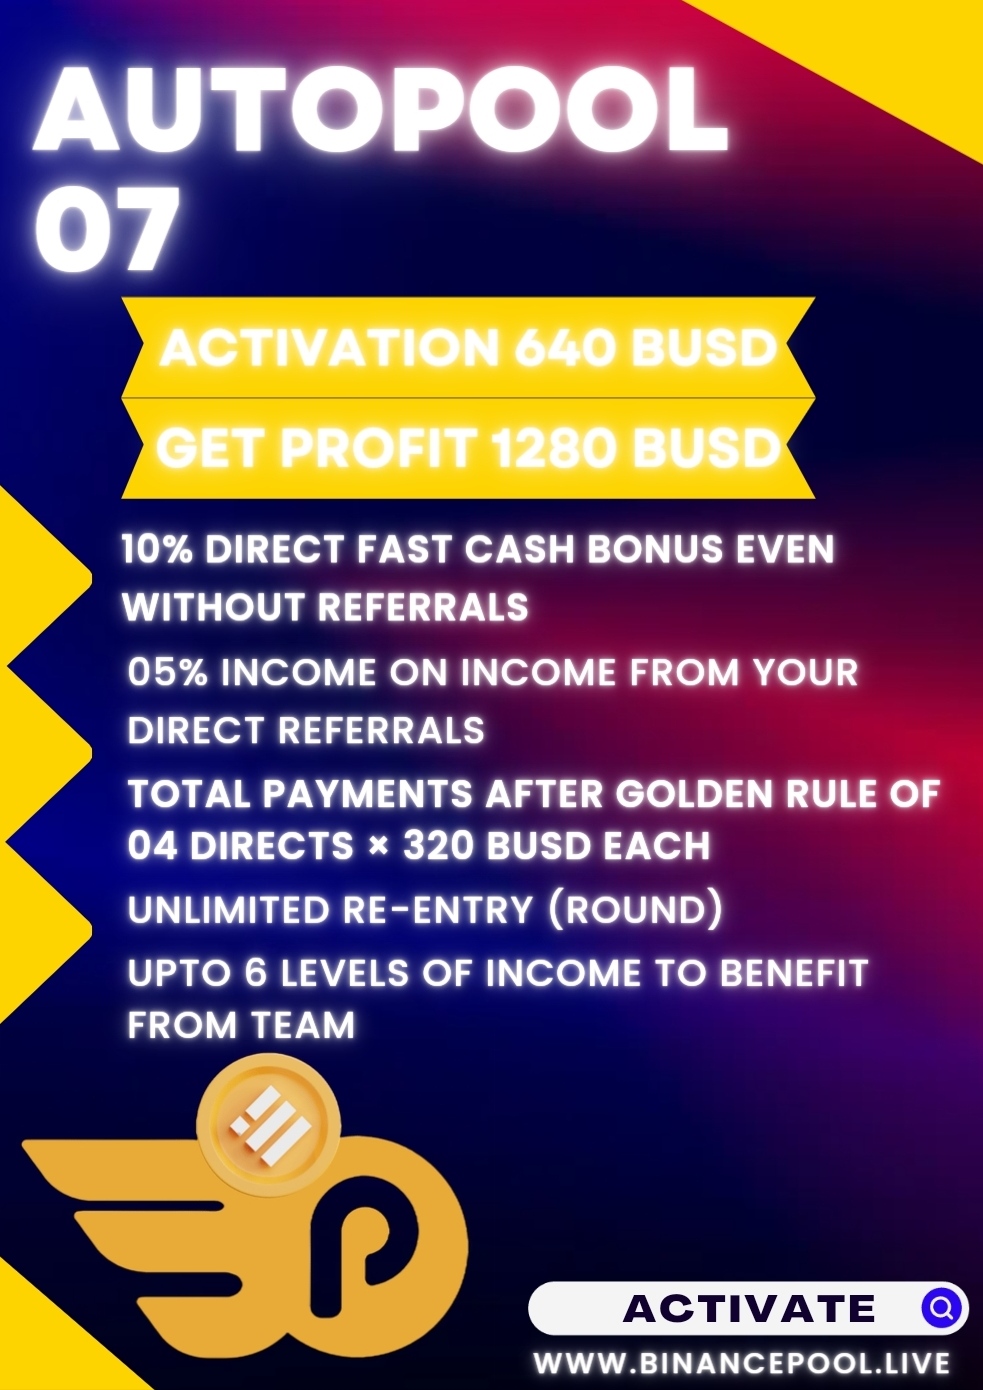 AUTOPOOL
07
ACTIVATION 640 BUSD
GET PROFIT 1280 BUSD
10% DIRECT FAST CASH BONUS EVEN
WITHOUT REFERRALS
05% INCOME ON INCOME FROM YOUR
DIRECT REFERRALS
TOTAL PAYMENTS AFTER GOLDEN RULE OF
04 DIRECTS × 320 BUSD EACH
UNLIMITED RE-ENTRY (ROUND)
UPTO 6 LEVELS OF INCOME TO BENEFIT
FROM TEAM
P
ACTIVATE
WWW.BINANCEPOOL.LIVE